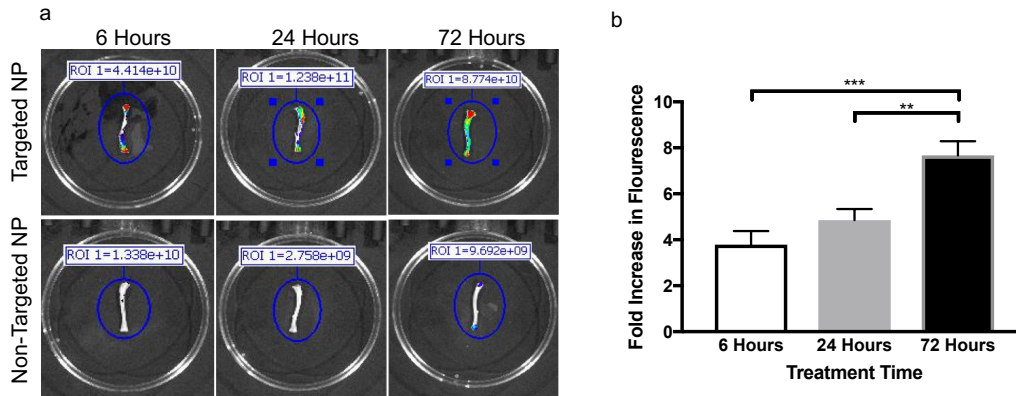 a
6 Hours
24 Hours
72 Hours
Targeted NP
ROI 1=4.414e+10
ROI 1=1.238e+11
ROI 1=8.774e+10
Non-Targeted NP
ROI 1=1.338e+10
ROI 1=2.758e+09
ROI 1=9.692e+09
b
Fold Increase in Flourescence
10
8
6
4
2
0
***
**
6 Hours
24 Hours
72 Hours
Treatment Time